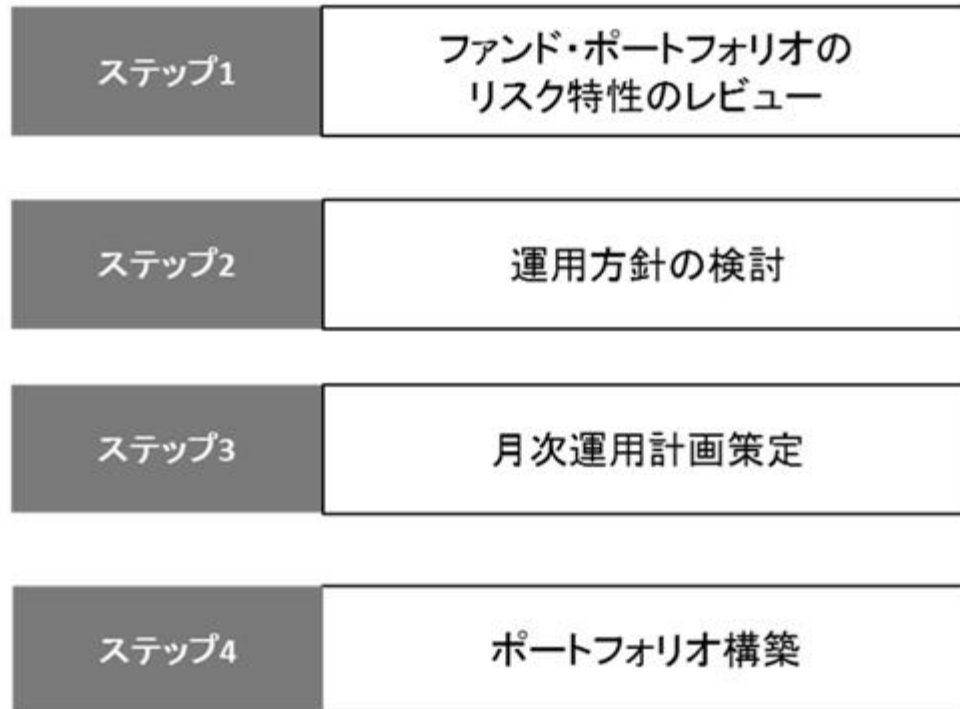 ステップ1
ファンド・ポートフォリオの
リスク特性のレビュー
ステップ2
運用方針の検討
ステップ3
月次運用計画策定
ステップ4
ポートフォリオ構築